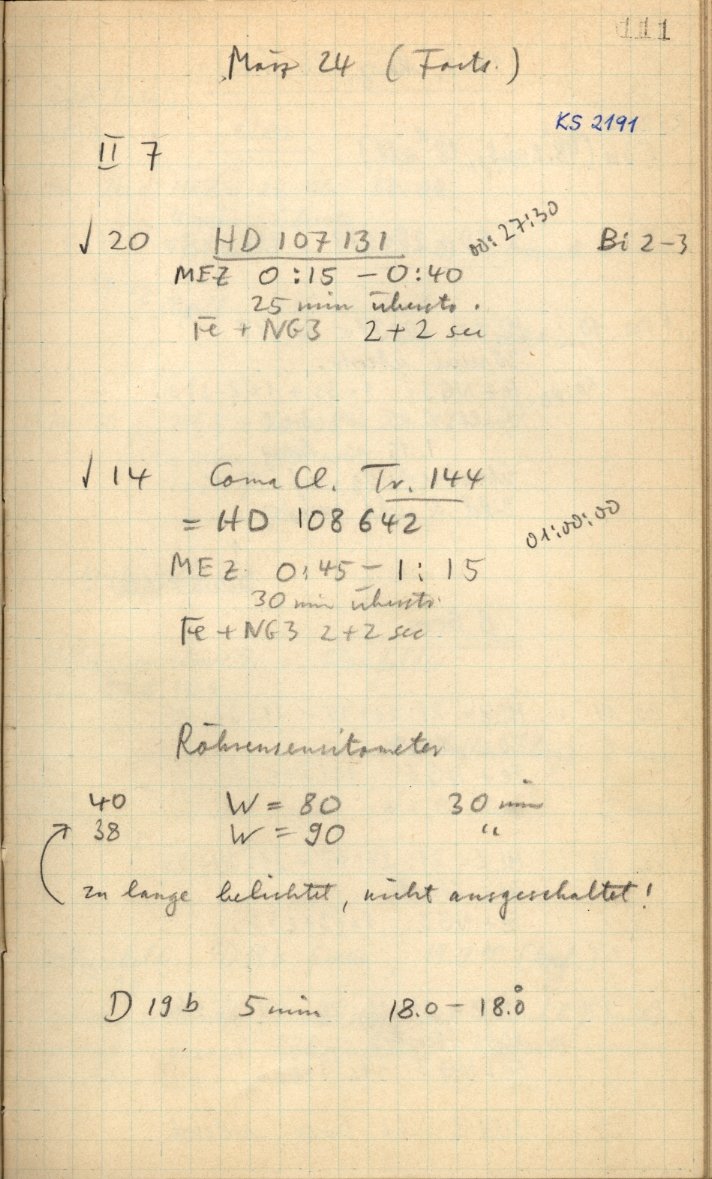 111
März 24 (Forts.)
KS 2191
II 7
√ 20 HD 107131 00:27:30 Bi 2-3
MEZ 0:15 - 0:40
25 min überst.
Fe + NG3 2+2 sec
√ 14 Coma Cl. Tr. 144
= HD 108642 01:00:00
MEZ 0:45 - 1:15
30 min überst.
Fe + NG3 2+2 sec
Röhrensensitometer
40 W = 80 30 min
38 W = 90 "
zu lange belichtet, nicht ausgeschaltet!
D 19 b 5 min 18.0 - 18.0°